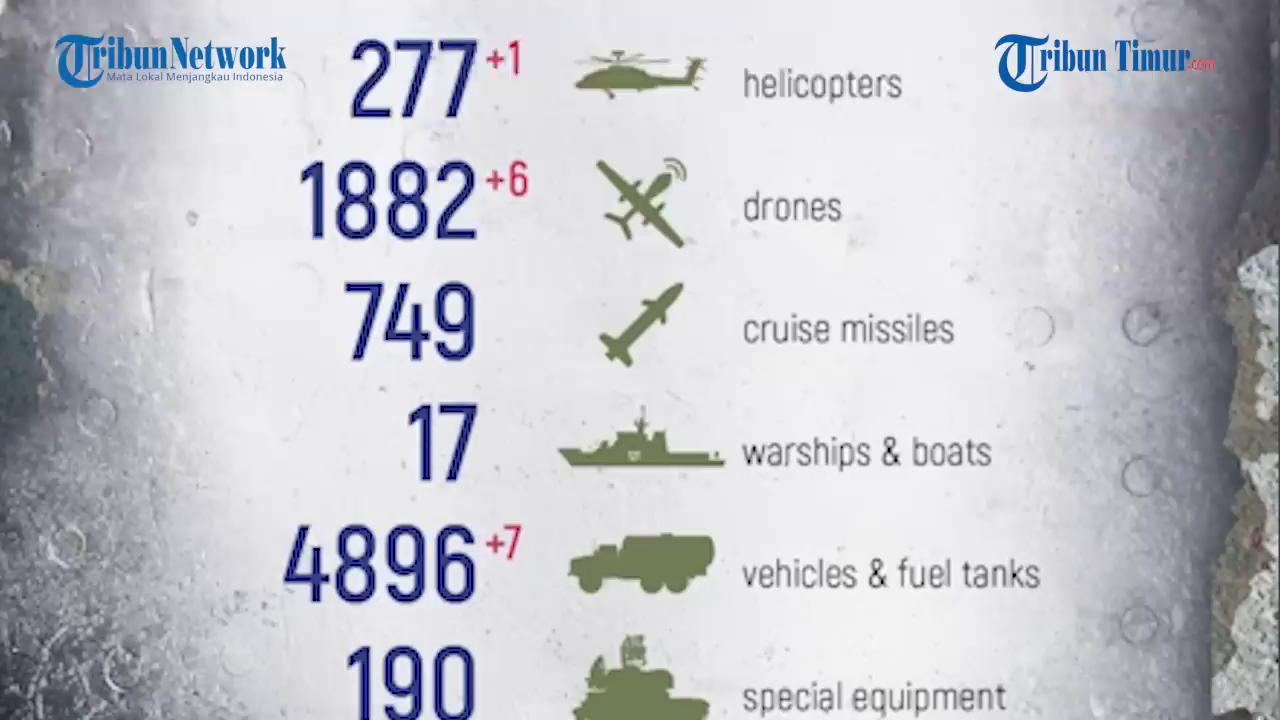 TribunNetwork
Mata Lokal Menjangkau Indonesia
Tribun Timur.com
277 +1 helicopters
1882 +6 drones
749 cruise missiles
17 warships & boats
4896 +7 vehicles & fuel tanks
190 special equipment